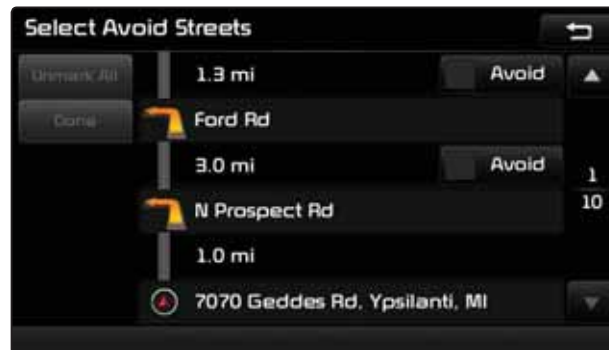 Select Avoid Streets
Unmark All
1.3 mi
Avoid
Done
Ford Rd
3.0 mi
Avoid
1
10
N Prospect Rd
1.0 mi
7070 Geddes Rd, Ypsilanti, MI